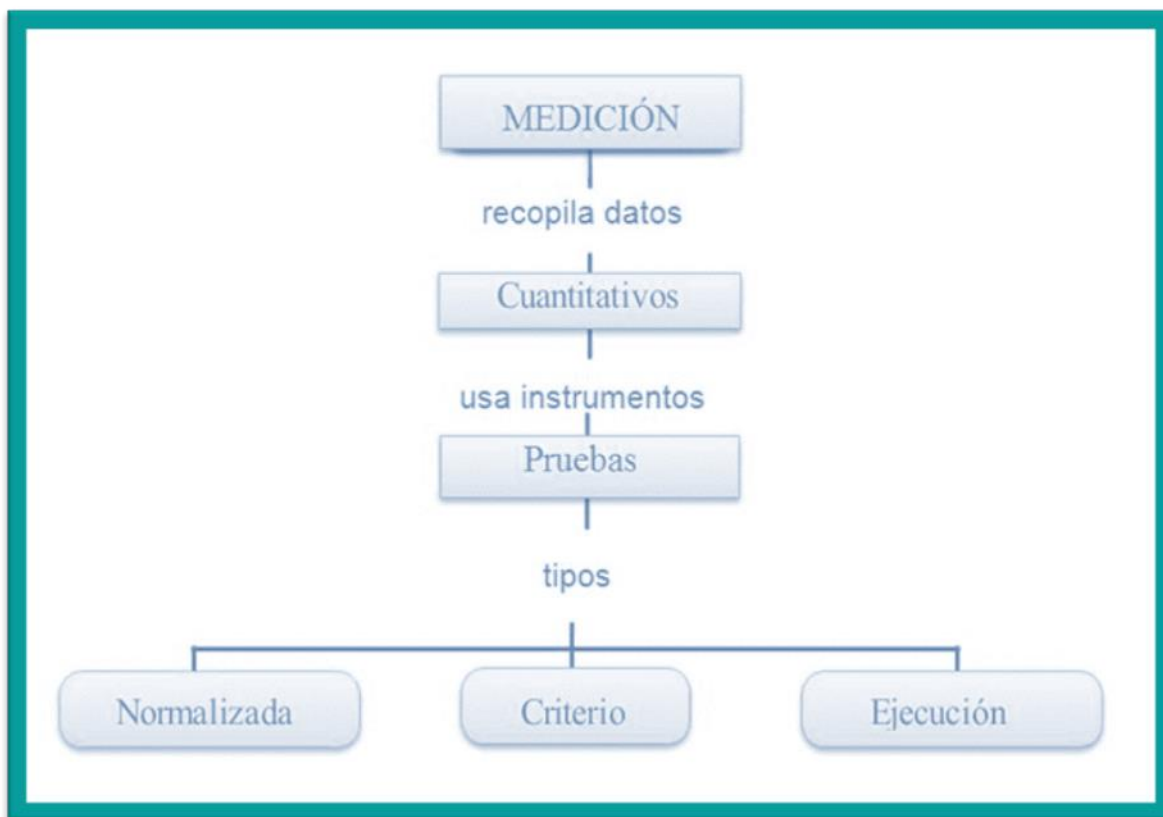 MEDICIÓN
recopila datos
Cuantitativos
usa instrumentos
Pruebas
tipos
Normalizada
Criterio
Ejecución